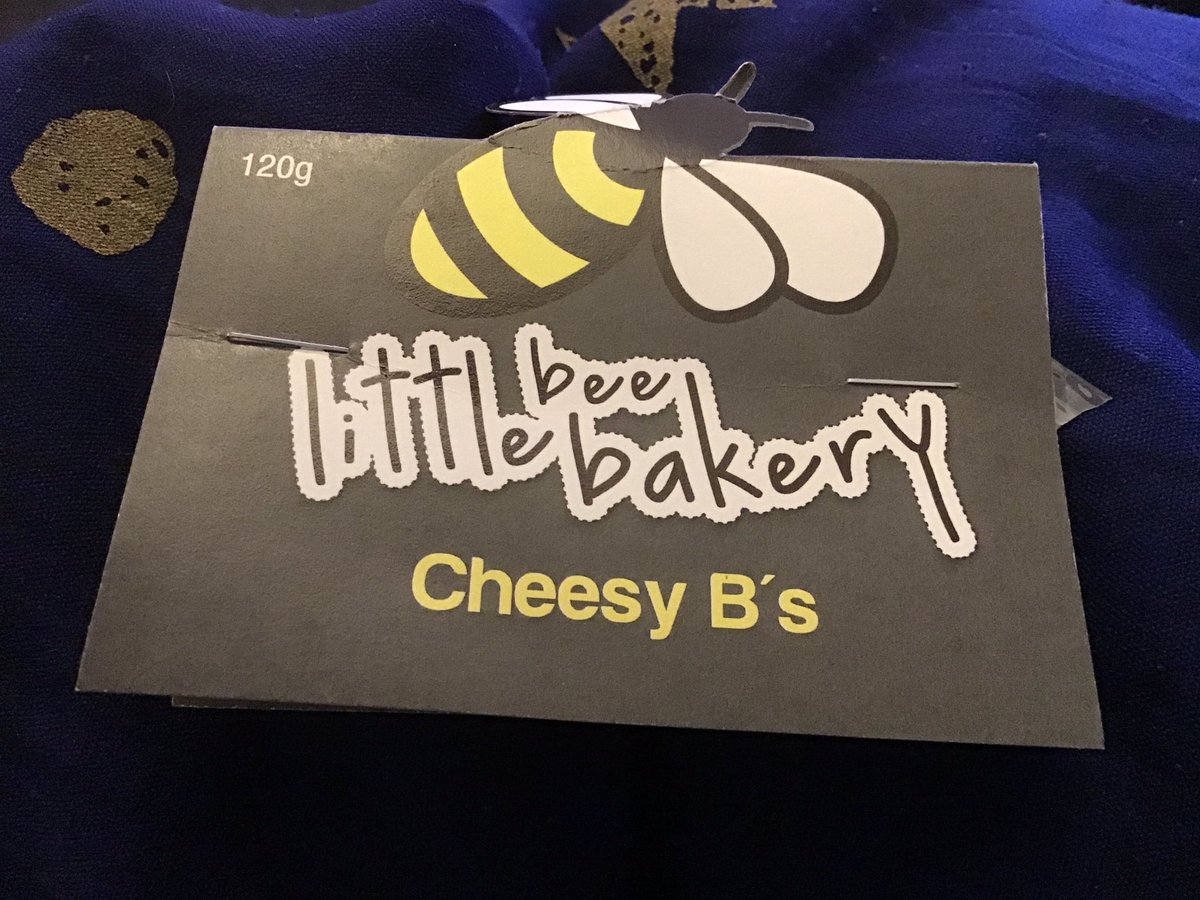 120g
little bee
bakery
Cheesy B´s